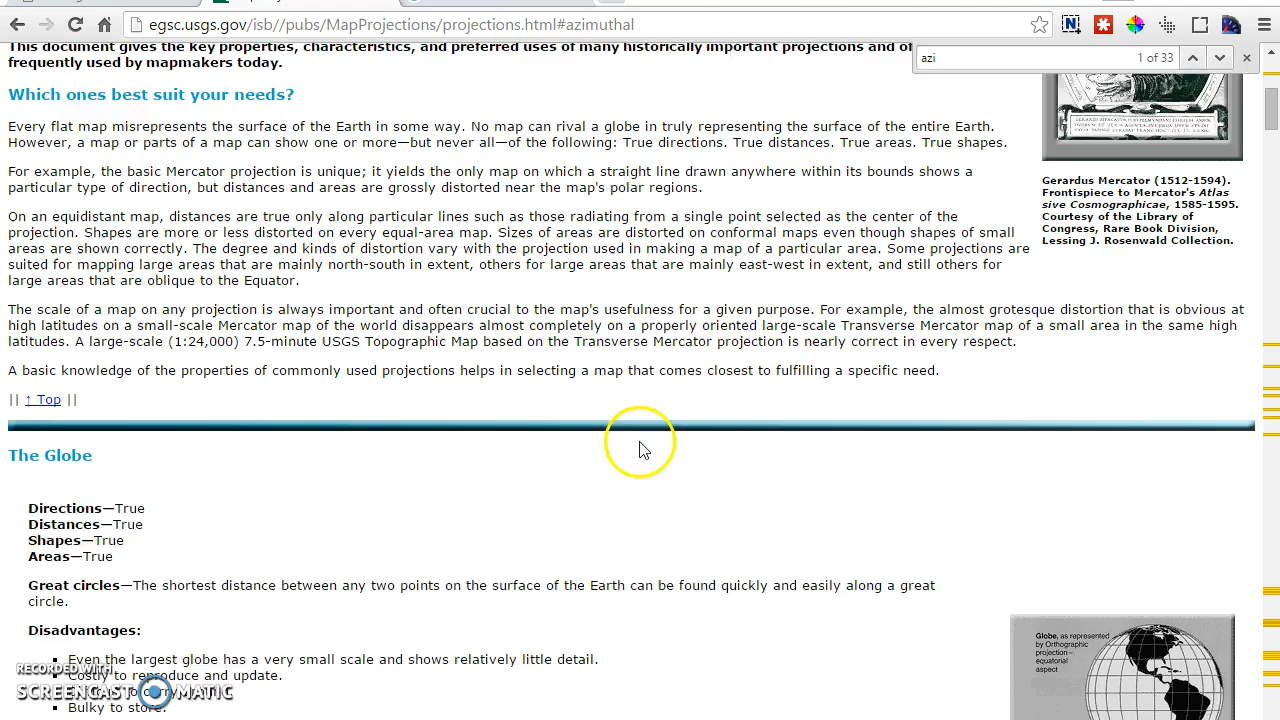 egsc.usgs.gov/isb//pubs/MapProjections/projections.html#azimuthal
azi
1 of 33
This document gives the key properties, characteristics, and preferred uses of many historically important projections and of
frequently used by mapmakers today.
Which ones best suit your needs?
Every flat map misrepresents the surface of the Earth in some way. No map can rival a globe in truly representing the surface of the entire Earth.
However, a map or parts of a map can show one or more—but never all—of the following: True directions. True distances. True areas. True shapes.
For example, the basic Mercator projection is unique; it yields the only map on which a straight line drawn anywhere within its bounds shows a
particular type of direction, but distances and areas are grossly distorted near the map's polar regions.
On an equidistant map, distances are true only along particular lines such as those radiating from a single point selected as the center of the
projection. Shapes are more or less distorted on every equal-area map. Sizes of areas are distorted on conformal maps even though shapes of small
areas are shown correctly. The degree and kinds of distortion vary with the projection used in making a map of a particular area. Some projections are
suited for mapping large areas that are mainly north-south in extent, others for large areas that are mainly east-west in extent, and still others for
large areas that are oblique to the Equator.
Gerardus Mercator (1512-1594).
Frontispiece to Mercator's Atlas
sive Cosmographicae, 1585-1595.
Courtesy of the Library of
Congress, Rare Book Division,
Lessing J. Rosenwald Collection.
The scale of a map on any projection is always important and often crucial to the map's usefulness for a given purpose. For example, the almost grotesque distortion that is obvious at
high latitudes on a small-scale Mercator map of the world disappears almost completely on a properly oriented large-scale Transverse Mercator map of a small area in the same high
latitudes. A large-scale (1:24,000) 7.5-minute USGS Topographic Map based on the Transverse Mercator projection is nearly correct in every respect.
A basic knowledge of the properties of commonly used projections helps in selecting a map that comes closest to fulfilling a specific need.
|| ↑ Top ||
The Globe
Directions—True
Distances—True
Shapes—True
Areas—True
Great circles—The shortest distance between any two points on the surface of the Earth can be found quickly and easily along a great
circle.
Disadvantages:
Even the largest globe has a very small scale and shows relatively little detail.
Costly to reproduce and update.
Bulky to store.
Globe, as represented
by Orthographic
projection—
equatorial
aspect
RECORDED WITH
SCREENCAST-O-MATIC